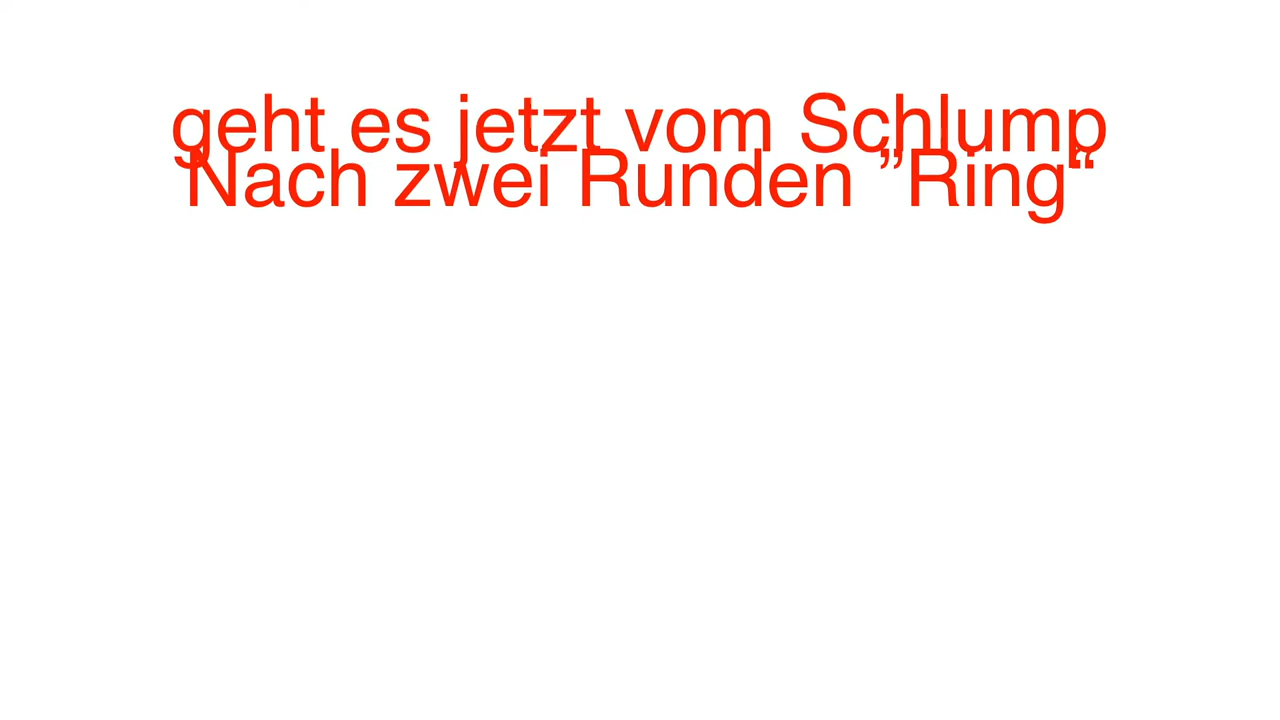 geht es jetzt vom Schlump
Nach zwei Runden ”Ring“